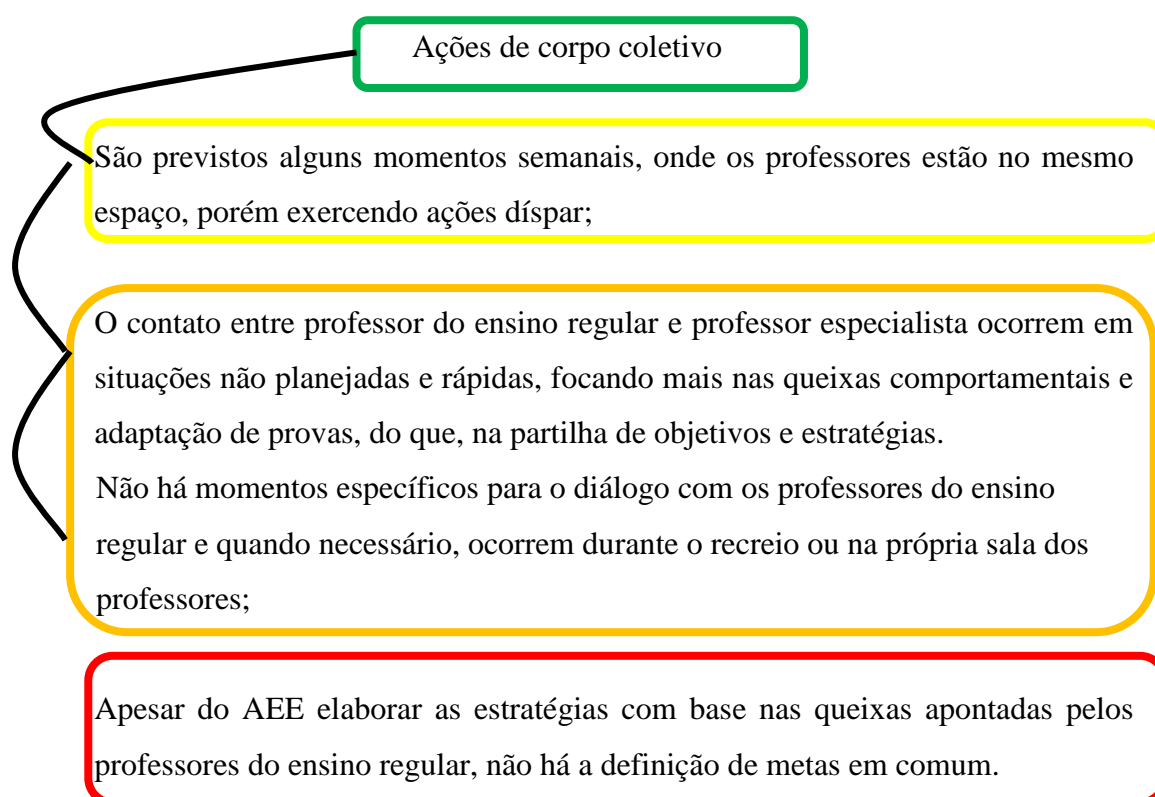 Ações de corpo coletivo
São previstos alguns momentos semanais, onde os professores estão no mesmo
espaço, porém exercendo ações díspar;
O contato entre professor do ensino regular e professor especialista ocorrem em
situações não planejadas e rápidas, focando mais nas queixas comportamentais e
adaptação de provas, do que, na partilha de objetivos e estratégias.
Não há momentos específicos para o diálogo com os professores do ensino
regular e quando necessário, ocorrem durante o recreio ou na própria sala dos
professores;
Apesar do AEE elaborar as estratégias com base nas queixas apontadas pelos
professores do ensino regular, não há a definição de metas em comum.